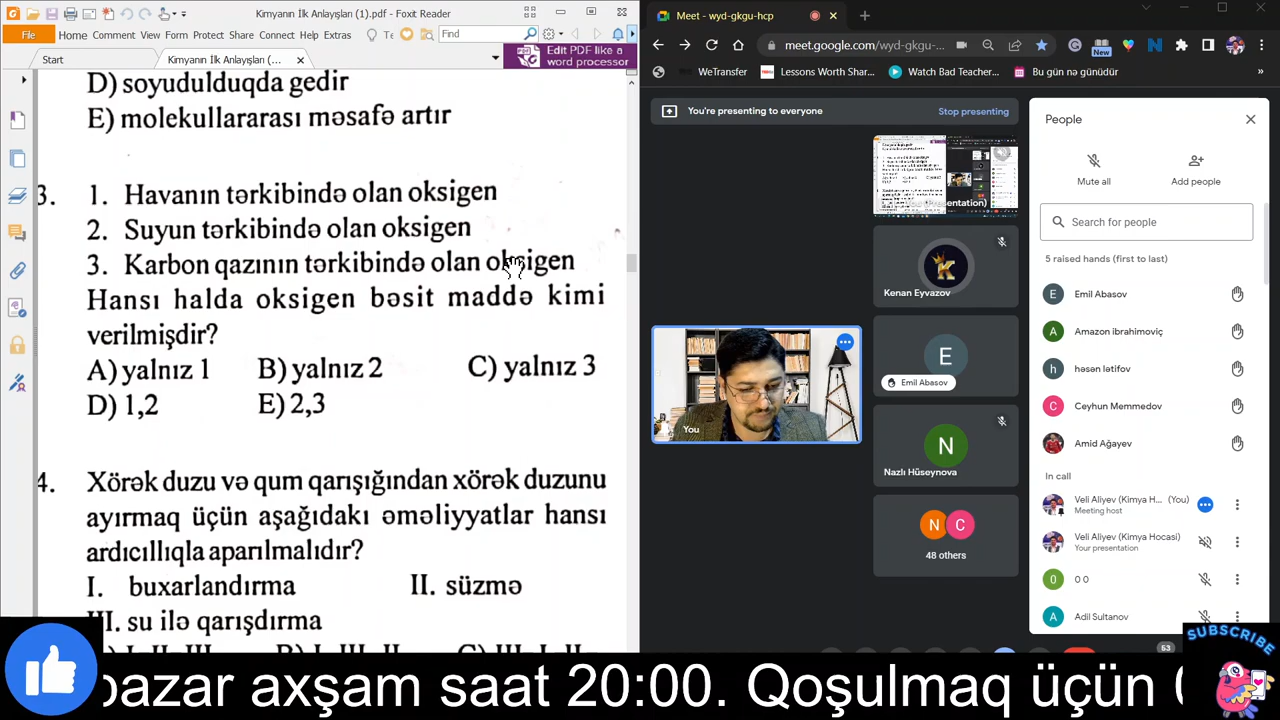 Kimyanın İlk Anlayışları (1).pdf - Foxit Reader
File Home Comment View Form Protect Share Connect Help Extras
Find
Start
Kimyanın İlk Anlayışları (...
Edit PDF like a
word processor
D) soyudulduqda gedir
E) molekullararası məsafə artır
3. 1. Havanın tərkibində olan oksigen
2. Suyun tərkibində olan oksigen
3. Karbon qazının tərkibində olan oksigen
Hansı halda oksigen bəsit maddə kimi
verilmişdir?
A) yalnız 1 B) yalnız 2 C) yalnız 3
D) 1,2 E) 2,3
4. Xörək duzu və qum qarışığından xörək duzunu
ayırmaq üçün aşağıdakı əməliyyatlar hansı
ardıcıllıqla aparılmalıdır?
I. buxarlandırma II. süzmə
III. su ilə qarışdırma
Meet - wyd-gkgu-hcp
meet.google.com/wyd-gkgu-...
New
WeTransfer Lessons Worth Shar... Watch Bad Teacher... Bu gün nə günüdür
You're presenting to everyone
Stop presenting
Kenan Eyvazov
E
Emil Abasov
You
N
Nazlı Hüseynova
N C
48 others
People
Mute all
Add people
Search for people
5 raised hands (first to last)
E Emil Abasov
A Amazon ibrahimoviç
h həsən lətifov
C Ceyhun Memmedov
Amid Ağayev
In call
Veli Aliyev (Kimya H... (You)
Meeting host
Veli Aliyev (Kimya Hocasi)
Your presentation
0 0 0
A Adil Sultanov
53
SUBSCRIBE
bazar axşam saat 20:00. Qoşulmaq üçün